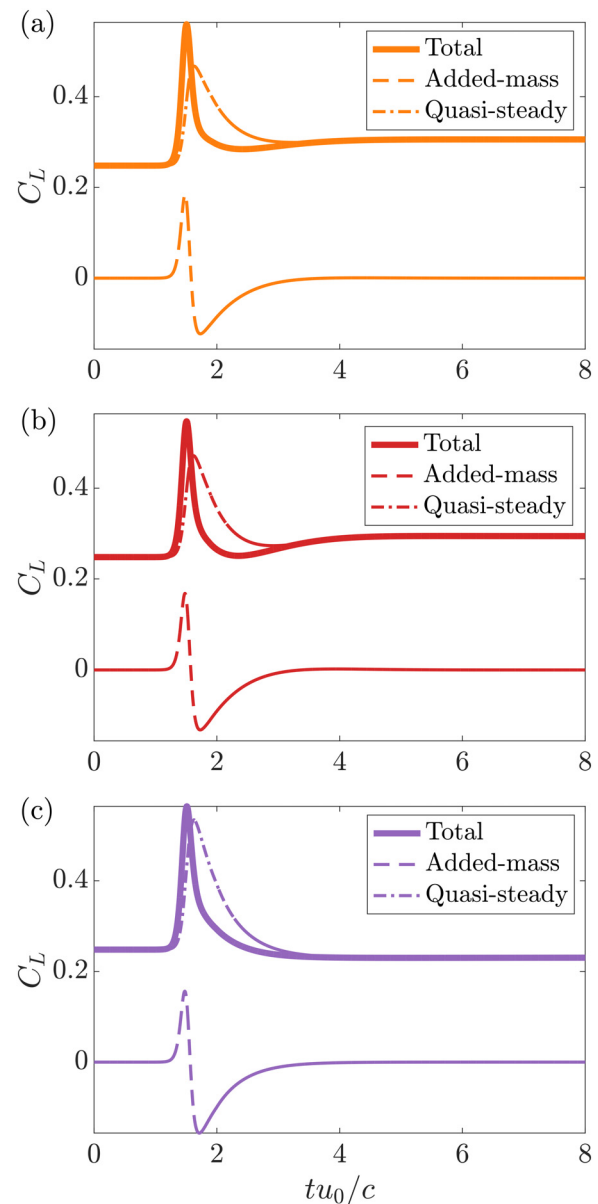 (a)
Total
Added-mass
Quasi-steady
0.4
0.2
0
C_L
0 2 4 6 8
(b)
Total
Added-mass
Quasi-steady
0.4
0.2
0
C_L
0 2 4 6 8
(c)
Total
Added-mass
Quasi-steady
0.4
0.2
0
C_L
0 2 4 6 8
tu_0/c